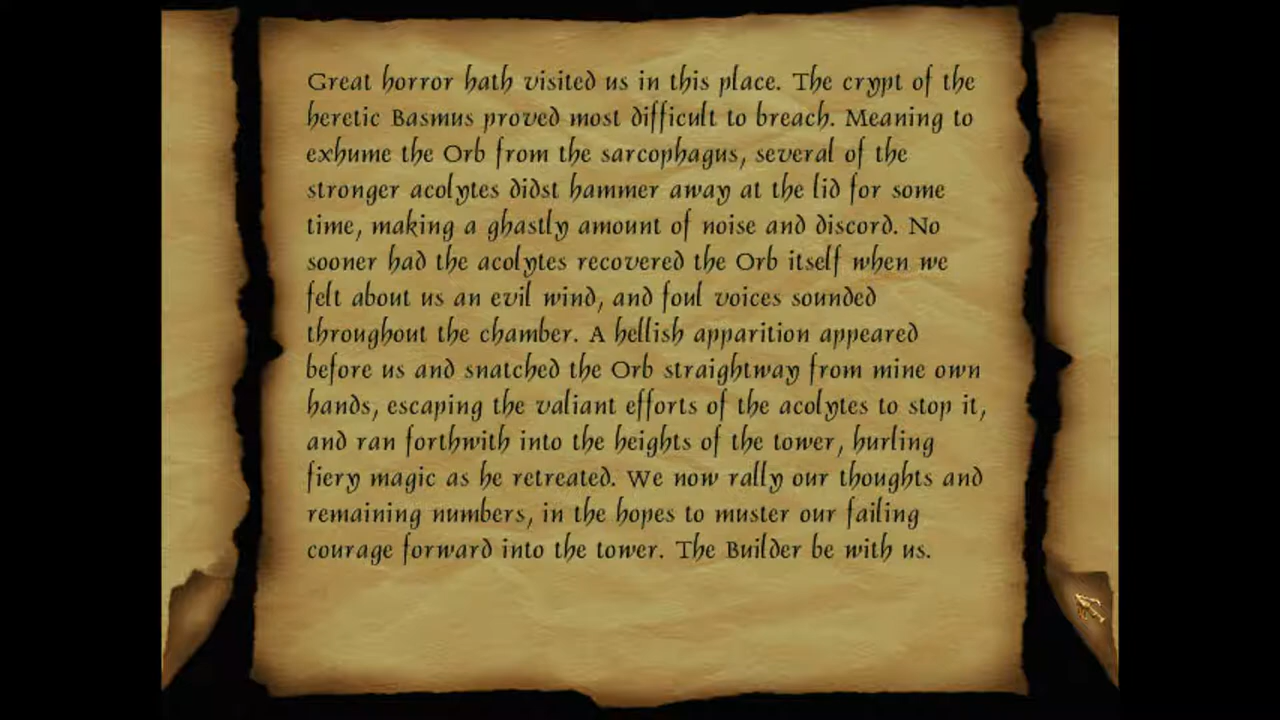 Great horror hath visited us in this place. The crypt of the
heretic Basmus proved most difficult to breach. Meaning to
exhume the Orb from the sarcophagus, several of the
stronger acolytes didst hammer away at the lid for some
time, making a ghastly amount of noise and discord. No
sooner had the acolytes recovered the Orb itself when we
felt about us an evil wind, and foul voices sounded
throughout the chamber. A hellish apparition appeared
before us and snatched the Orb straightway from mine own
hands, escaping the valiant efforts of the acolytes to stop it,
and ran forthwith into the heights of the tower, hurling
fiery magic as he retreated. We now rally our thoughts and
remaining numbers, in the hopes to muster our failing
courage forward into the tower. The Builder be with us.